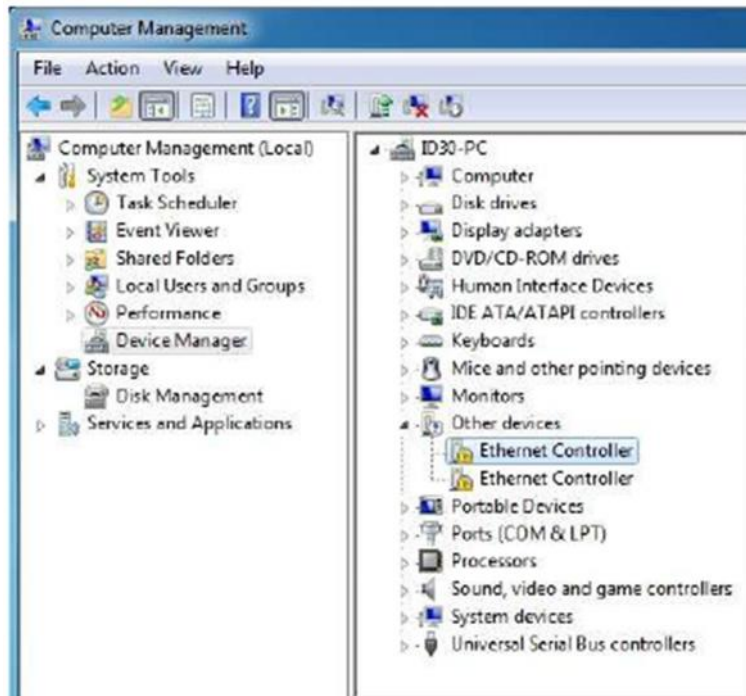 Computer Management
File Action View Help
Computer Management (Local)
System Tools
Task Scheduler
Event Viewer
Shared Folders
Local Users and Groups
Performance
Device Manager
Storage
Disk Management
Services and Applications
ID30-PC
Computer
Disk drives
Display adapters
DVD/CD-ROM drives
Human Interface Devices
IDE ATA/ATAPI controllers
Keyboards
Mice and other pointing devices
Monitors
Other devices
Ethernet Controller
Ethernet Controller
Portable Devices
Ports (COM & LPT)
Processors
Sound, video and game controllers
System devices
Universal Serial Bus controllers